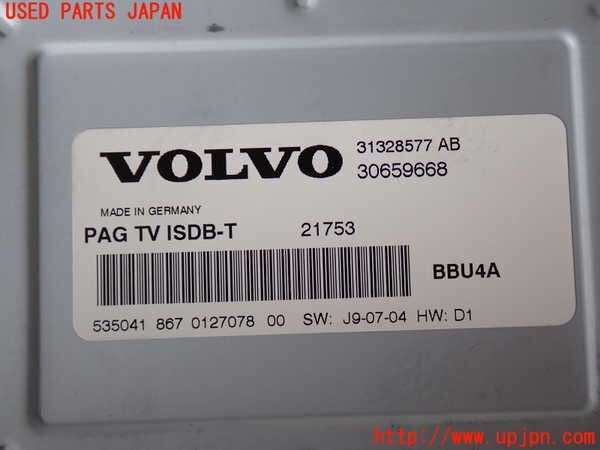 USED PARTS JAPAN
VOLVO
31328577 AB
30659668
MADE IN GERMANY
PAG TV ISDB-T 21753
BBU4A
535041 867 0127078 00 SW: J9-07-04 HW: D1
http://www.upjpn.com/